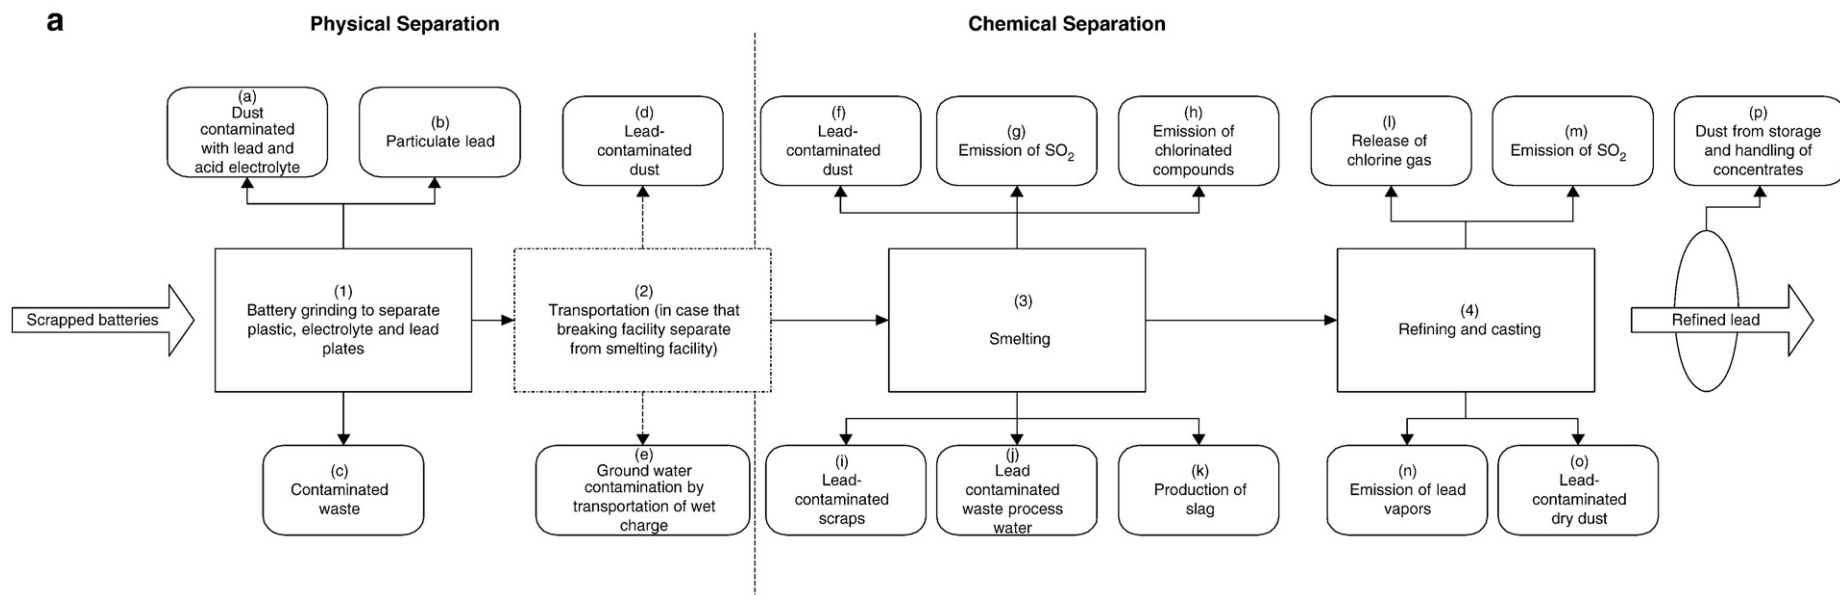 a
Physical Separation
Chemical Separation
(a)
Dust
contaminated
with lead and
acid electrolyte
(b)
Particulate lead
(d)
Lead-
contaminated
dust
(f)
Lead-
contaminated
dust
(g)
Emission of SO2
(h)
Emission of
chlorinated
compounds
(l)
Release of
chlorine gas
(m)
Emission of SO2
(p)
Dust from storage
and handling of
concentrates
Scrapped batteries
(1)
Battery grinding to separate
plastic, electrolyte and lead
plates
(2)
Transportation (in case that
breaking facility separate
from smelting facility)
(3)
Smelting
(4)
Refining and casting
Refined lead
(c)
Contaminated
waste
(e)
Ground water
contamination by
transportation of wet
charge
(i)
Lead-
contaminated
scraps
(j)
Lead
contaminated
waste process
water
(k)
Production of
slag
(n)
Emission of lead
vapors
(o)
Lead-
contaminated
dry dust